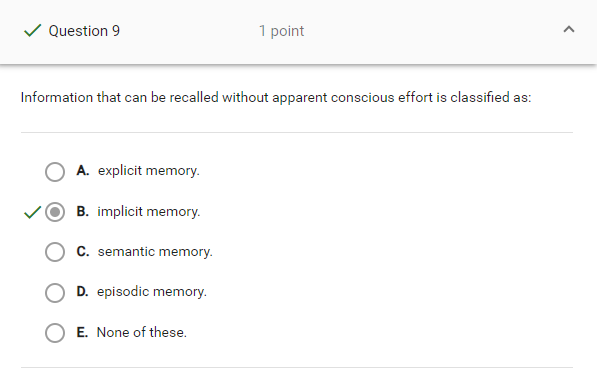 Question 9 1 point
Information that can be recalled without apparent conscious effort is classified as:
A. explicit memory.
B. implicit memory.
C. semantic memory.
D. episodic memory.
E. None of these.